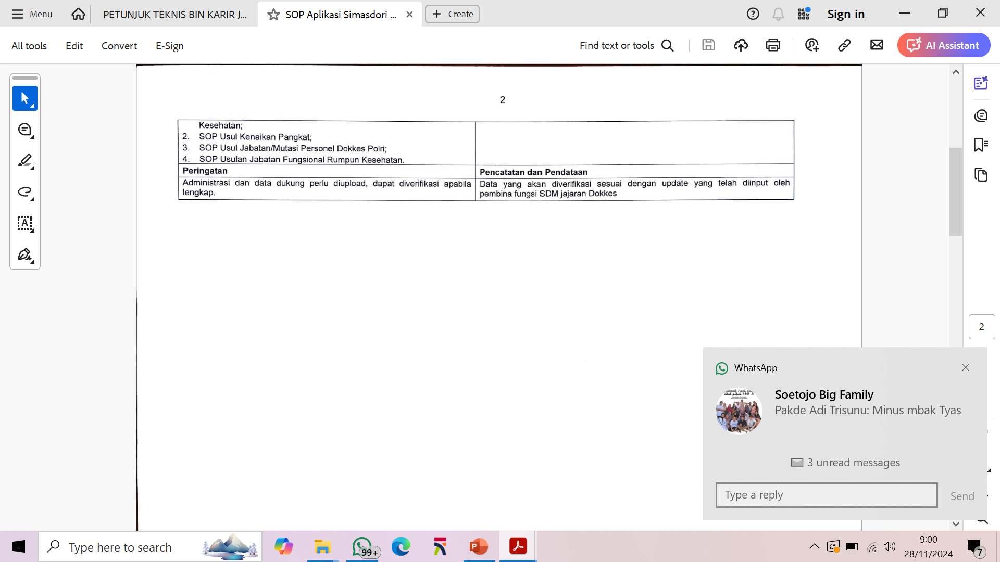 Menu
PETUNJUK TEKNIS BIN KARIR J...
SOP Aplikasi Simasdori ...
Create
Sign in
All tools
Edit
Convert
E-Sign
Find text or tools
AI Assistant
2
Kesehatan;
2. SOP Usul Kenaikan Pangkat;
3. SOP Usul Jabatan/Mutasi Personel Dokkes Polri;
4. SOP Usulan Jabatan Fungsional Rumpun Kesehatan.
Peringatan
Administrasi dan data dukung perlu diupload, dapat diverifikasi apabila
lengkap.
Pencatatan dan Pendataan
Data yang akan diverifikasi sesuai dengan update yang telah diinput oleh
pembina fungsi SDM jajaran Dokkes
2
WhatsApp
Soetojo Big Family
Pakde Adi Trisunu: Minus mbak Tyas
3 unread messages
Type a reply
Send
Type here to search
99+
9:00
28/11/2024
7